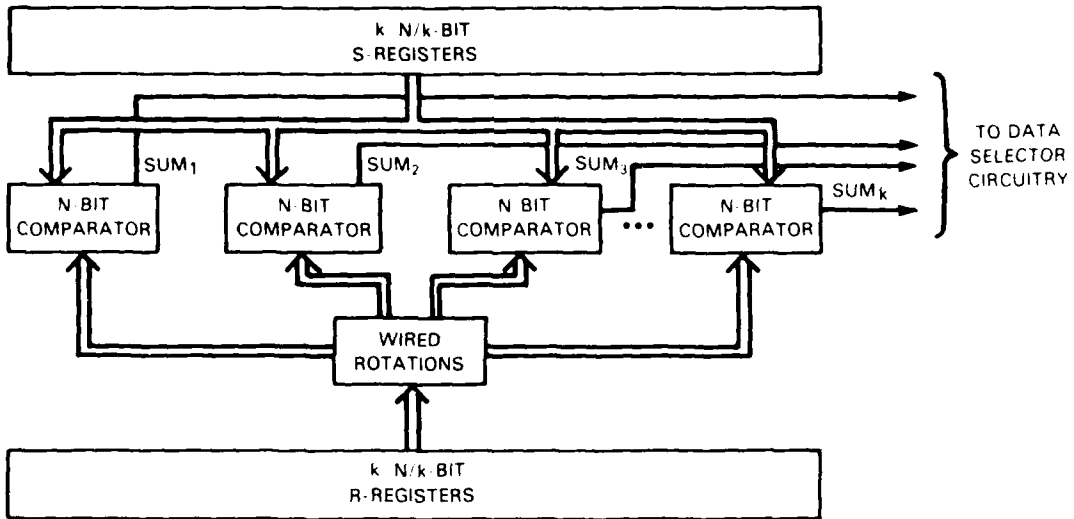 k N/k-BIT
S-REGISTERS
SUM₁
SUM₂
SUM₃
SUMₖ
TO DATA
SELECTOR
CIRCUITRY
N-BIT
COMPARATOR
N-BIT
COMPARATOR
N-BIT
COMPARATOR
•••
N-BIT
COMPARATOR
WIRED
ROTATIONS
k N/k-BIT
R-REGISTERS